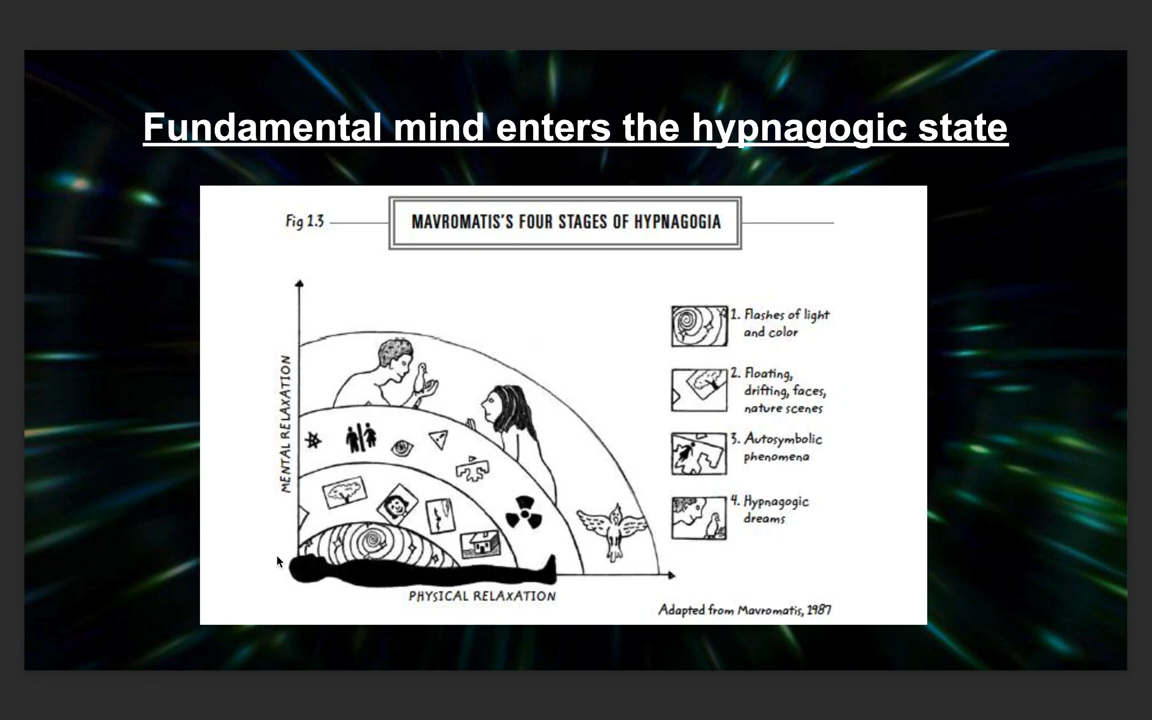 Fundamental mind enters the hypnagogic state
Fig 1.3
MAVROMATIS'S FOUR STAGES OF HYPNAGOGIA
MENTAL RELAXATION
1. Flashes of light
and color
2. Floating,
drifting, faces,
nature scenes
3. Autosymbolic
phenomena
4. Hypnagogic
dreams
PHYSICAL RELAXATION
Adapted from Mavromatis, 1987